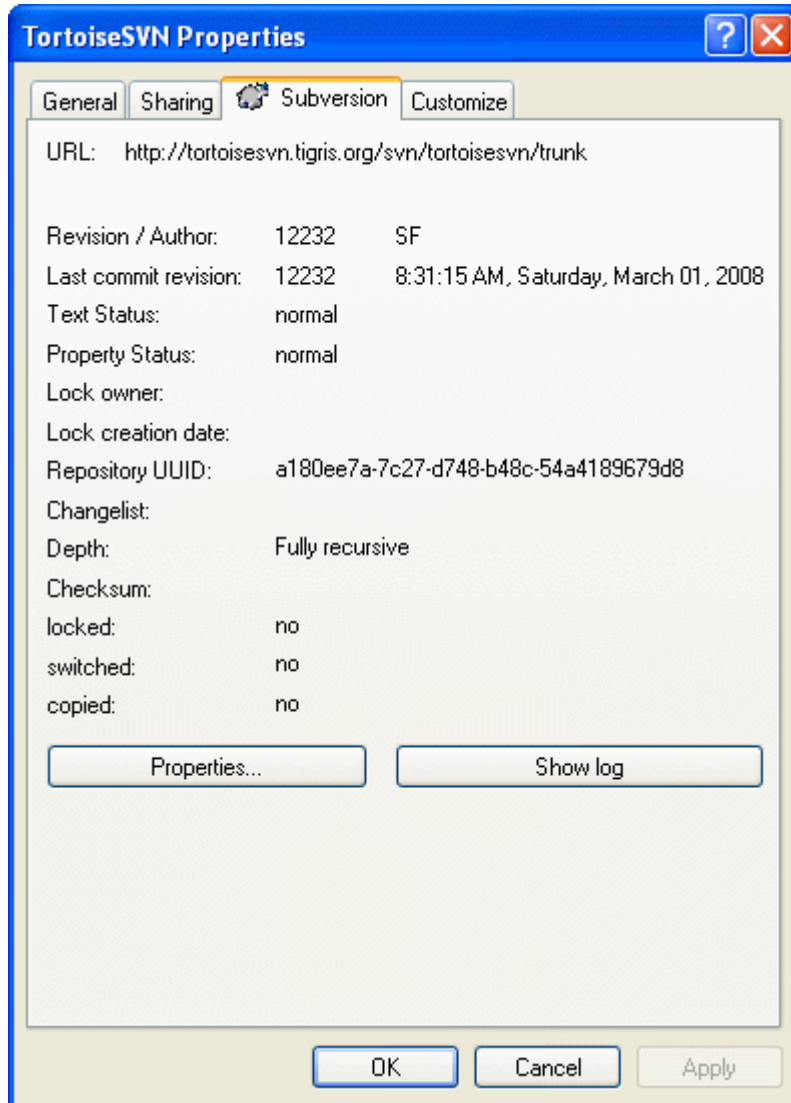 TortoiseSVN Properties
General Sharing Subversion Customize
URL: http://tortoisesvn.tigris.org/svn/tortoisesvn/trunk
Revision / Author: 12232 SF
Last commit revision: 12232 8:31:15 AM, Saturday, March 01, 2008
Text Status: normal
Property Status: normal
Lock owner:
Lock creation date:
Repository UUID: a180ee7a-7c27-d748-b48c-54a4189679d8
Changelist:
Depth: Fully recursive
Checksum:
locked: no
switched: no
copied: no
Properties... Show log
OK Cancel Apply